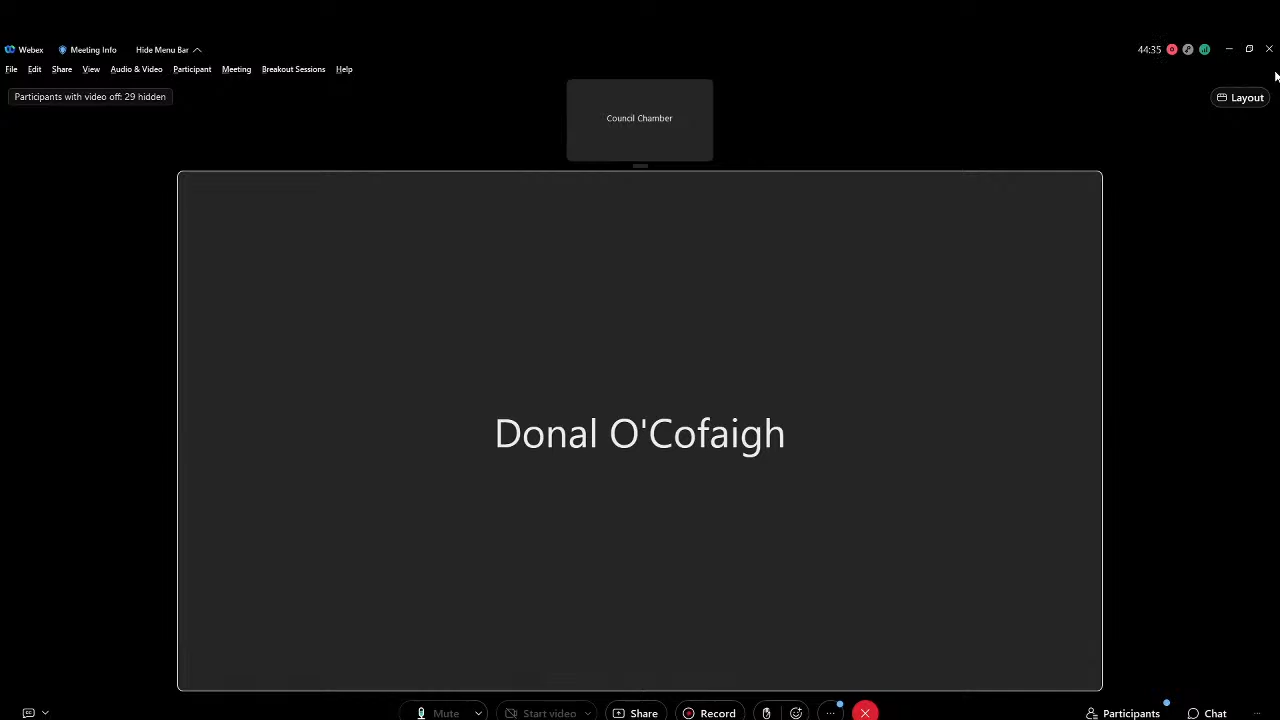 Webex Meeting Info Hide Menu Bar 44:35
File Edit Share View Audio & Video Participant Meeting Breakout Sessions Help
Participants with video off: 29 hidden
Layout
Council Chamber
Donal O'Cofaigh
Mute Start video Share Record Participants Chat